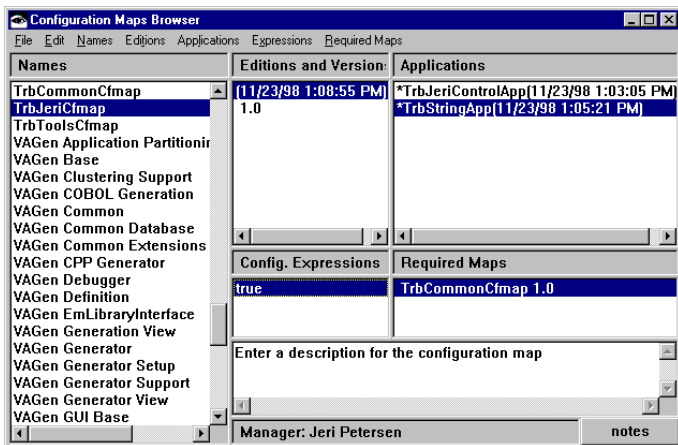 Configuration Maps Browser
File Edit Names Editions Applications Expressions Required Maps
Names
TrbCommonCfmap
TrbJeriCfmap
TrbToolsCfmap
VAGen Application Partitionin
VAGen Base
VAGen Clustering Support
VAGen COBOL Generation
VAGen Common
VAGen Common Database
VAGen Common Extensions
VAGen CPP Generator
VAGen Debugger
VAGen Definition
VAGen EmLibraryInterface
VAGen Generation View
VAGen Generator
VAGen Generator Setup
VAGen Generator Support
VAGen Generator View
VAGen GUI Base
Editions and Version:
(11/23/98 1:08:55 PM)
1.0
Applications
*TrbJeriControlApp(11/23/98 1:03:05 PM)
*TrbStringApp(11/23/98 1:05:21 PM)
Config. Expressions
true
Required Maps
TrbCommonCfmap 1.0
Enter a description for the configuration map
Manager: Jeri Petersen
notes